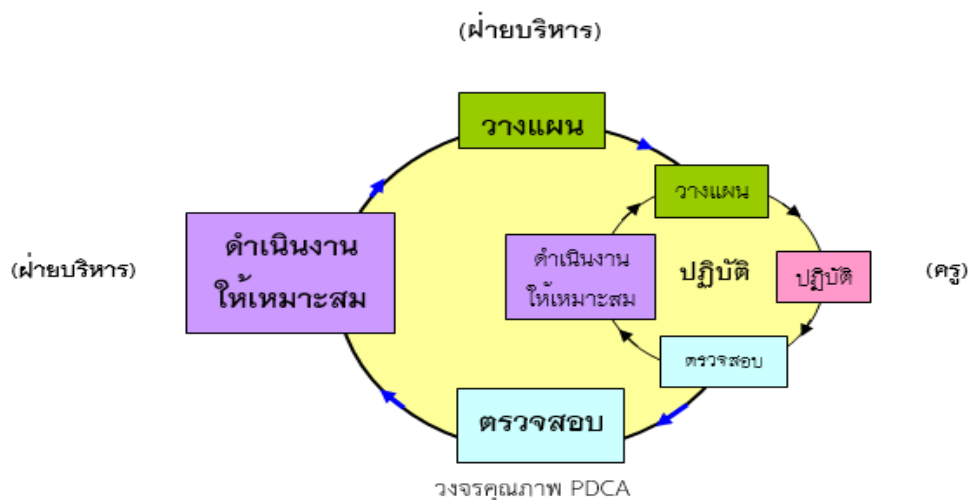 (ฝ่ายบริหาร)
วางแผน
วางแผน
ดำเนินงาน
ให้เหมาะสม
(ฝ่ายบริหาร)
ดำเนินงาน
ให้เหมาะสม
ปฏิบัติ
ปฏิบัติ
(ครู)
ตรวจสอบ
ตรวจสอบ
วงจรคุณภาพ PDCA